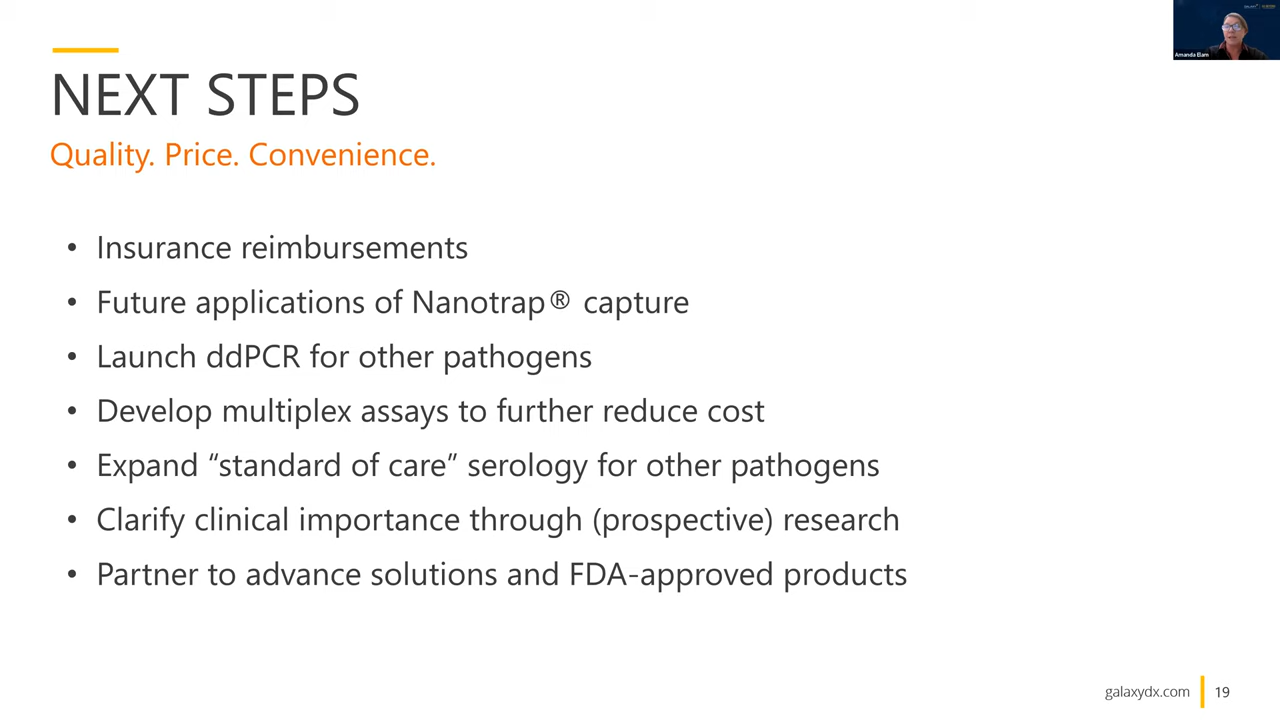 NEXT STEPS
Quality. Price. Convenience.
• Insurance reimbursements
• Future applications of Nanotrap® capture
• Launch ddPCR for other pathogens
• Develop multiplex assays to further reduce cost
• Expand “standard of care” serology for other pathogens
• Clarify clinical importance through (prospective) research
• Partner to advance solutions and FDA-approved products
Amanda Elam
galaxydx.com
19